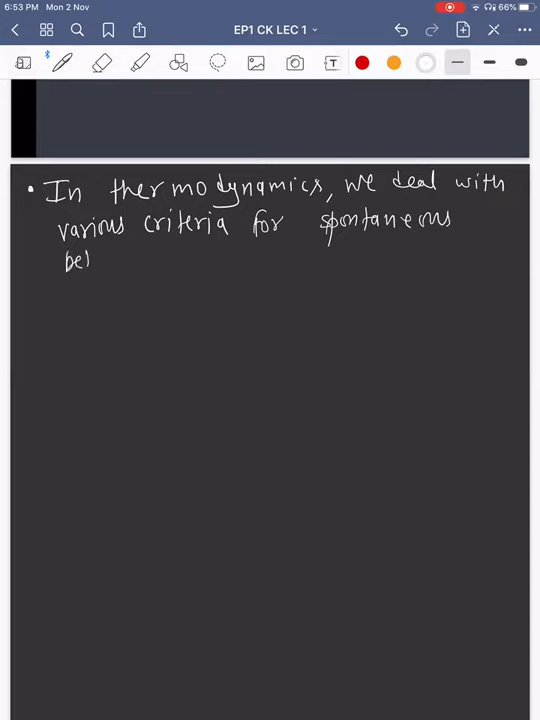 6:53 PM Mon 2 Nov 66%
EP1 CK LEC 1
T
• In thermodynamics, we deal with
various criteria for spontaneous
bel